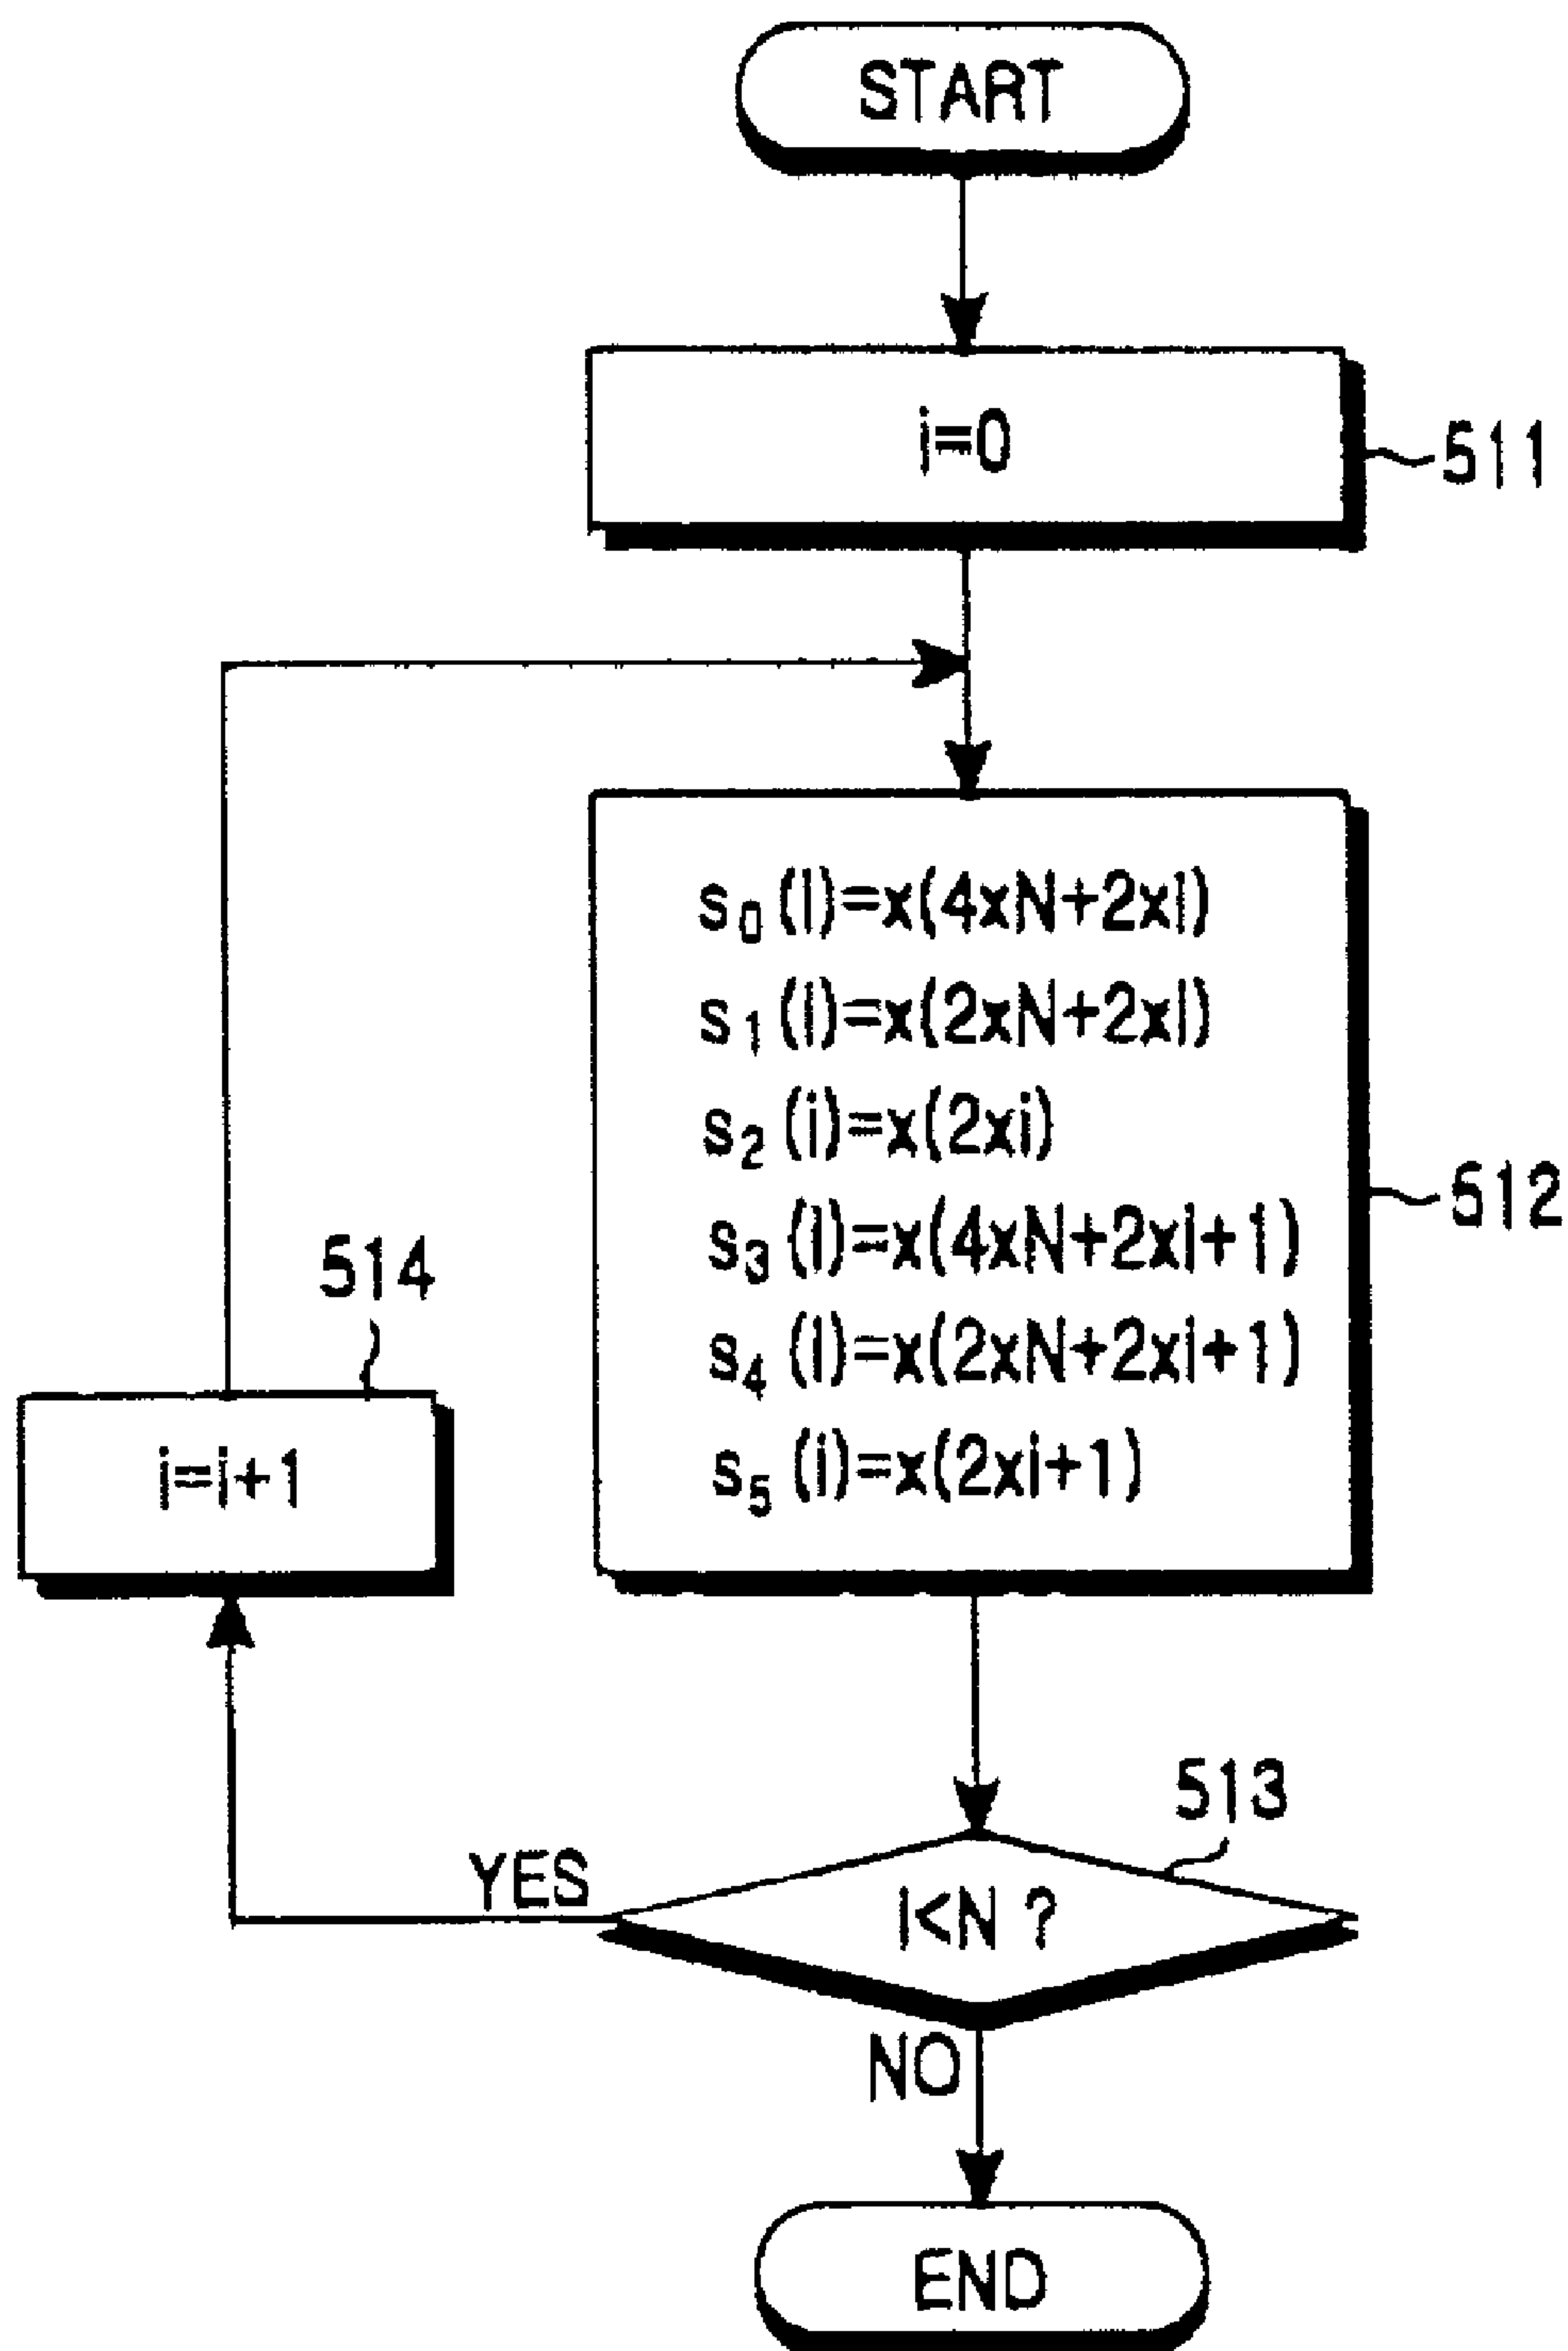 START
i=0
511
s0 (i)=x(4xN+2xi)
s1 (i)=x(2xN+2xi)
s2 (i)=x(2xi)
s3 (i)=x(4xN+2xi+1)
s4 (i)=x(2xN+2xi+1)
s5 (i)=x(2xi+1)
512
514
i=i+1
513
i<N ?
YES
NO
END